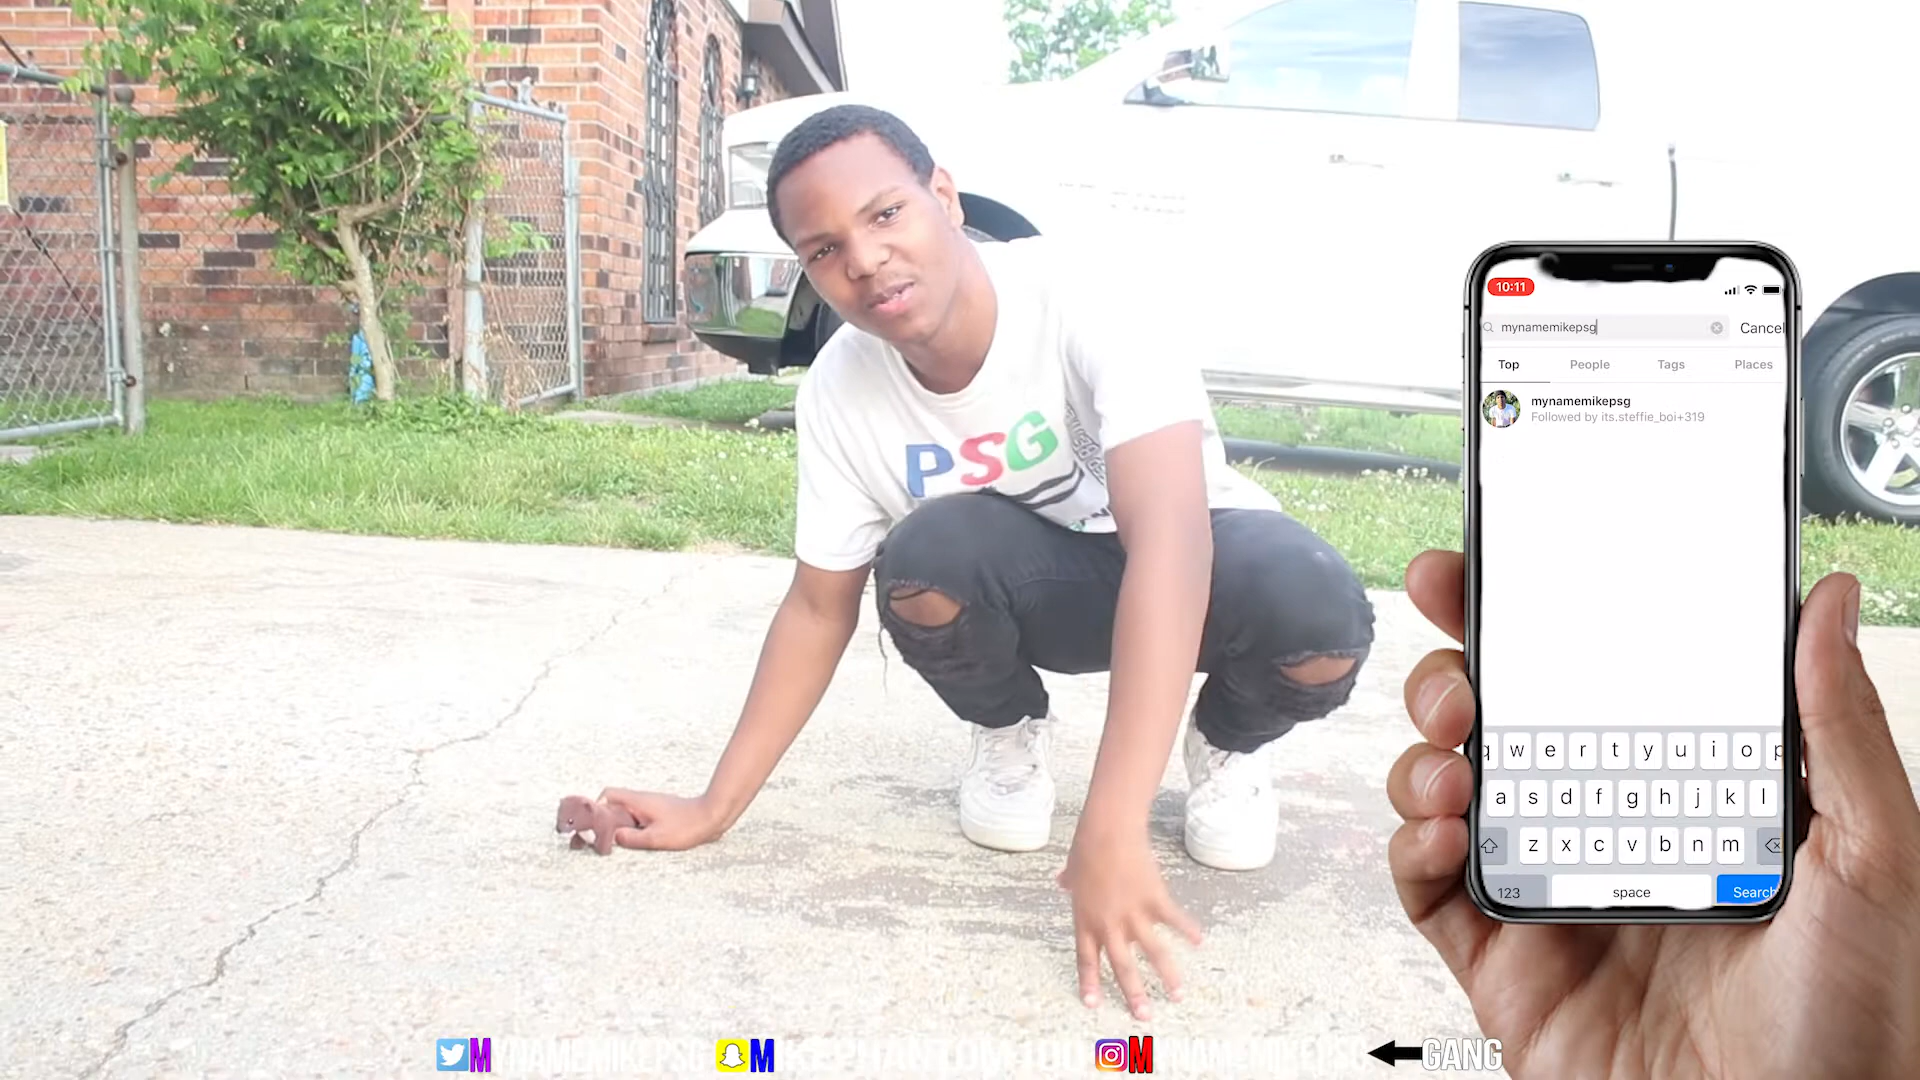 PSG
10:11
mynamemikepsg
Cancel
Top People Tags Places
mynamemikepsg
Followed by its.steffie_boi+319
q w e r t y u i o p
a s d f g h j k l
z x c v b n m
123 space Search
MYNAMEMIKEPSG M GANG